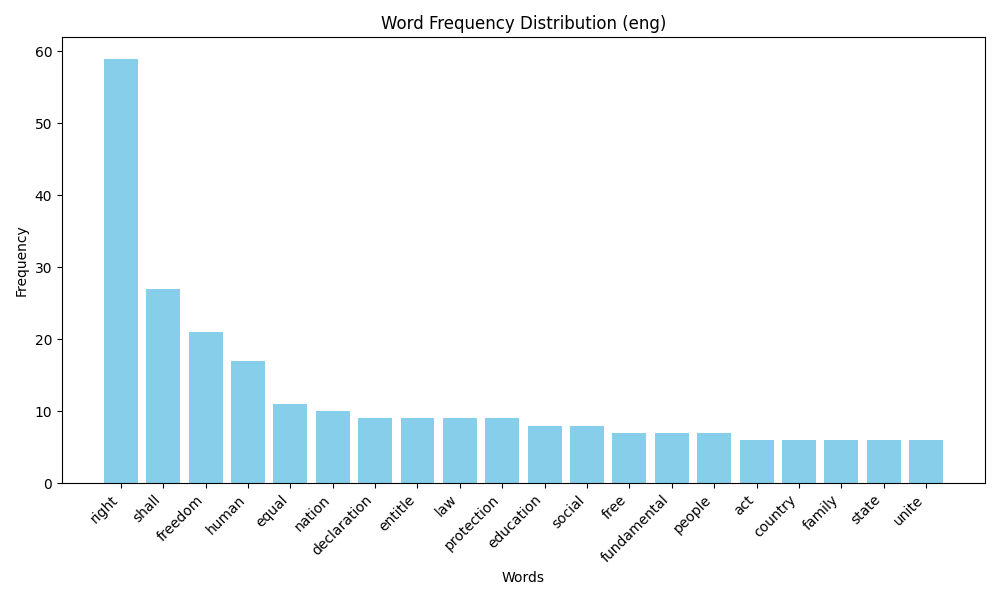 Word Frequency Distribution (eng)
Frequency
60
50
40
30
20
10
0
right
shall
freedom
human
equal
nation
declaration
entitle
law
protection
education
social
free
fundamental
people
act
country
family
state
unite
Words